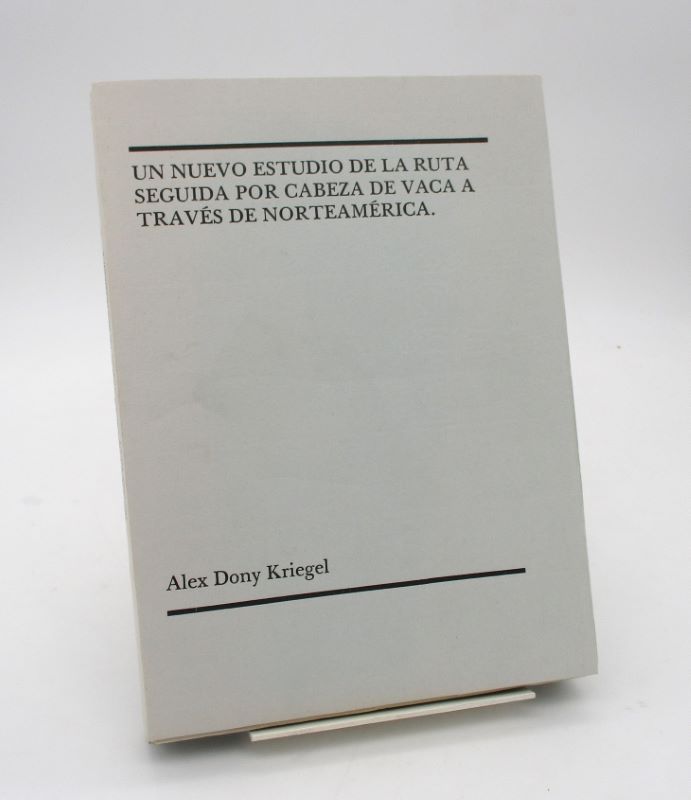 UN NUEVO ESTUDIO DE LA RUTA
SEGUIDA POR CABEZA DE VACA A
TRAVÉS DE NORTEAMÉRICA.
Alex Dony Kriegel